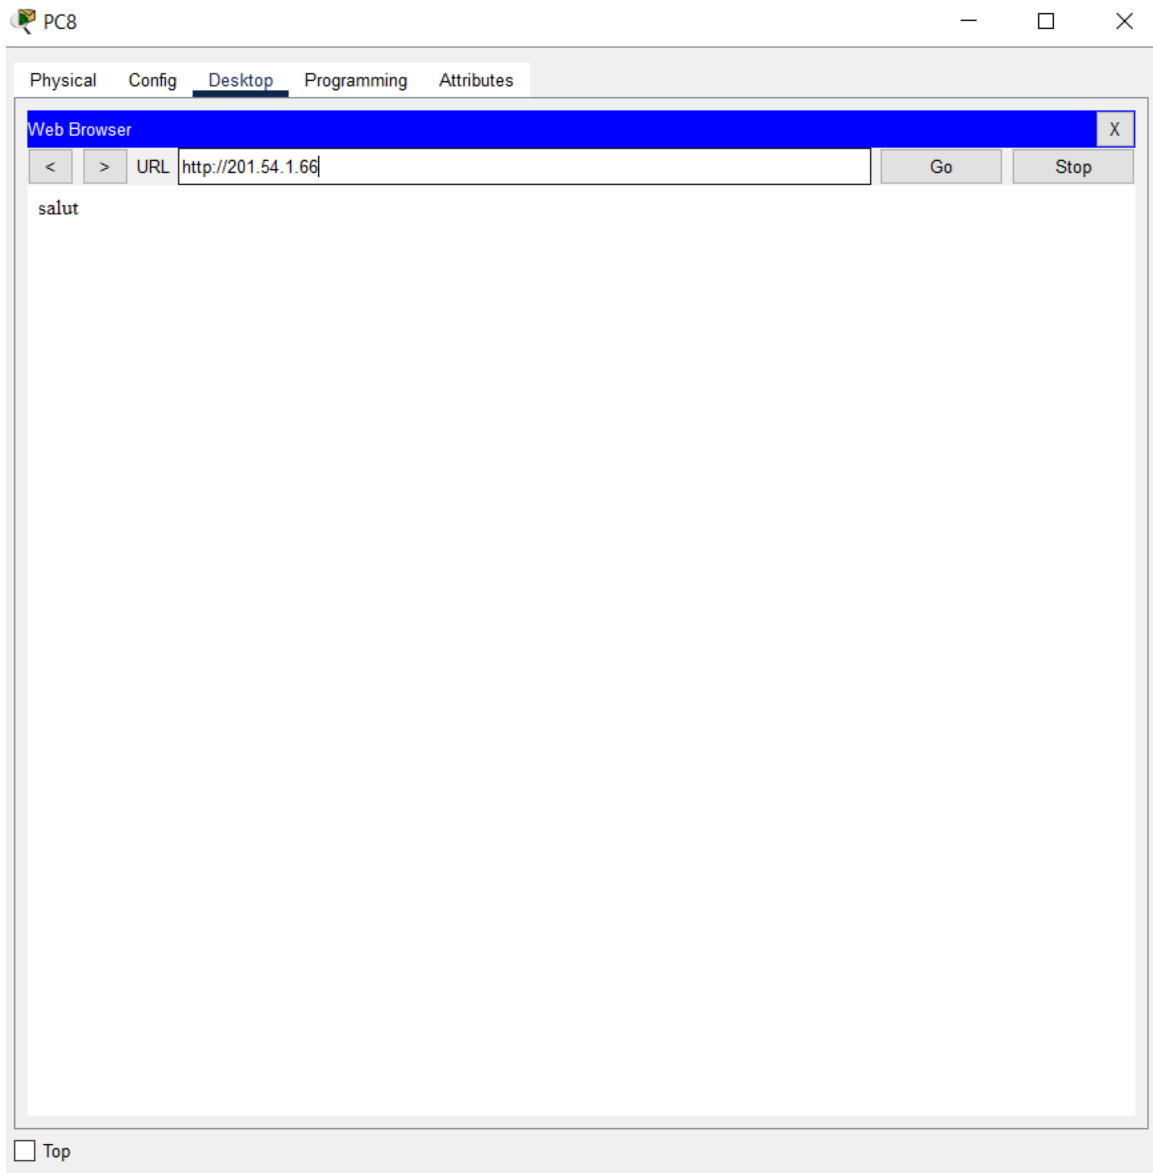 PC8
Physical Config Desktop Programming Attributes
Web Browser X
< > URL http://201.54.1.66 Go Stop
salut
Top